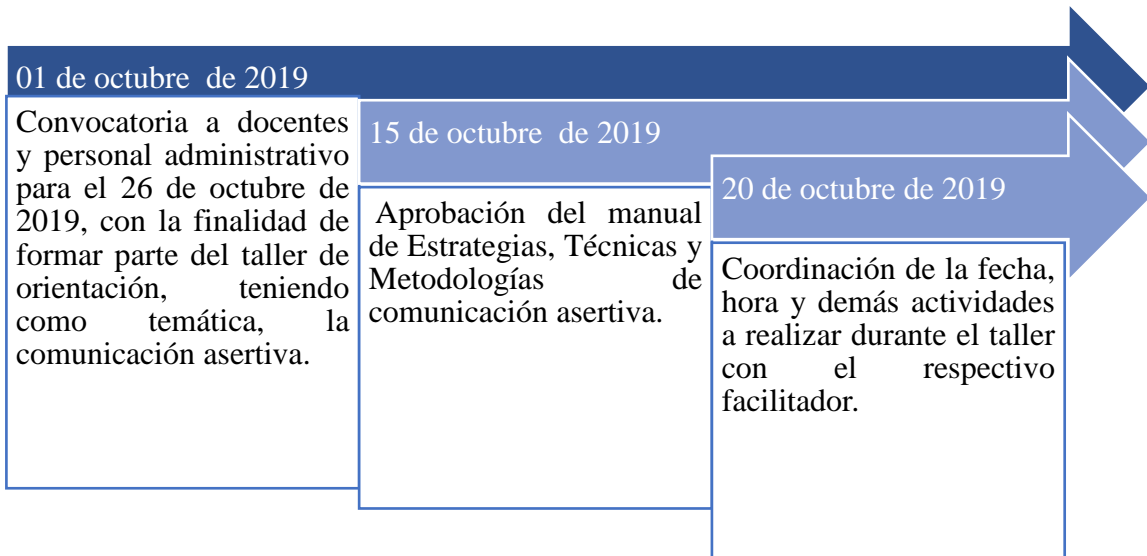 01 de octubre  de 2019
Convocatoria a docentes
y personal administrativo
para el 26 de octubre de
2019, con la finalidad de
formar parte del taller de
orientación, teniendo
como temática, la
comunicación asertiva.
15 de octubre  de 2019
Aprobación del manual
de Estrategias, Técnicas y
Metodologías de
comunicación asertiva.
20 de octubre de 2019
Coordinación de la fecha,
hora y demás actividades
a realizar durante el taller
con el respectivo
facilitador.